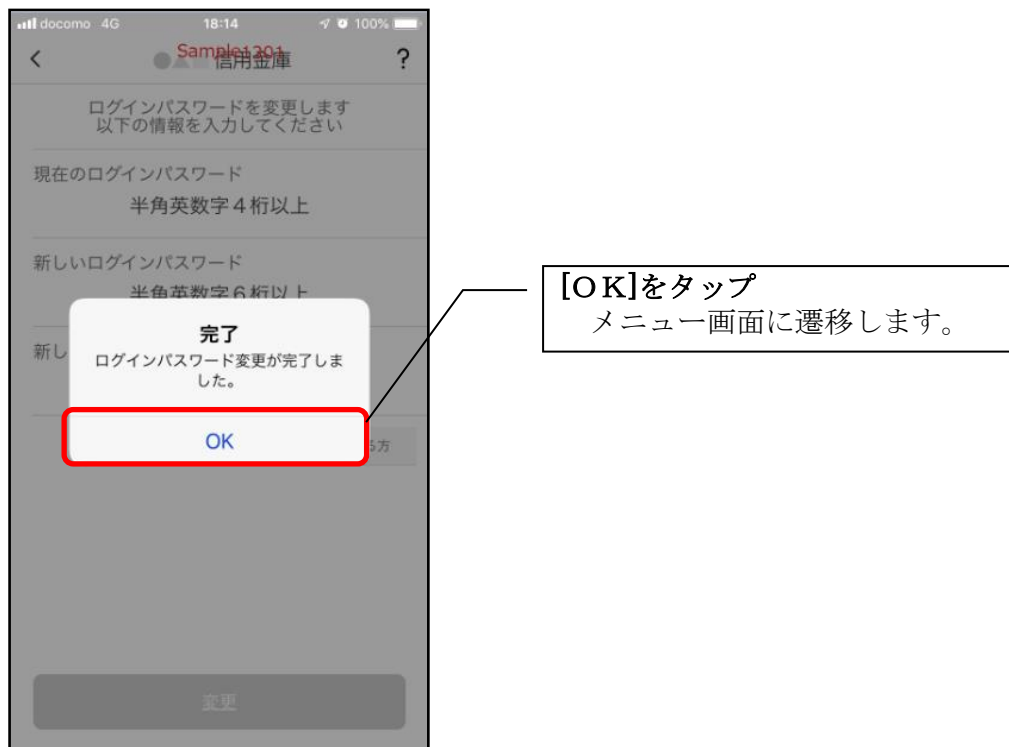 docomo 4G 18:14 100%
< Sample1201 信用金庫 ?
ログインパスワードを変更します
以下の情報を入力してください
現在のログインパスワード
半角英数字4桁以上
新しいログインパスワード
半角英数字6桁以上
新し
完了
ログインパスワード変更が完了しま
した。
OK
る方
変更
[ＯＫ]をタップ
メニュー画面に遷移します。